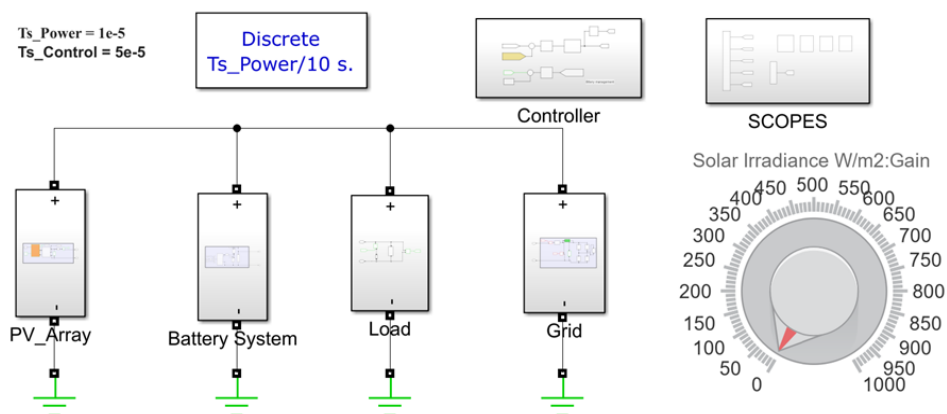 Ts_Power = 1e-5
Ts_Control = 5e-5
Discrete
Ts_Power/10 s.
Controller
SCOPES
Solar Irradiance W/m2:Gain
0
50
100
150
200
250
300
350
400
450
500
550
600
650
700
750
800
850
900
950
1000
+
-
PV_Array
+
-
Battery System
+
-
Load
+
-
Grid